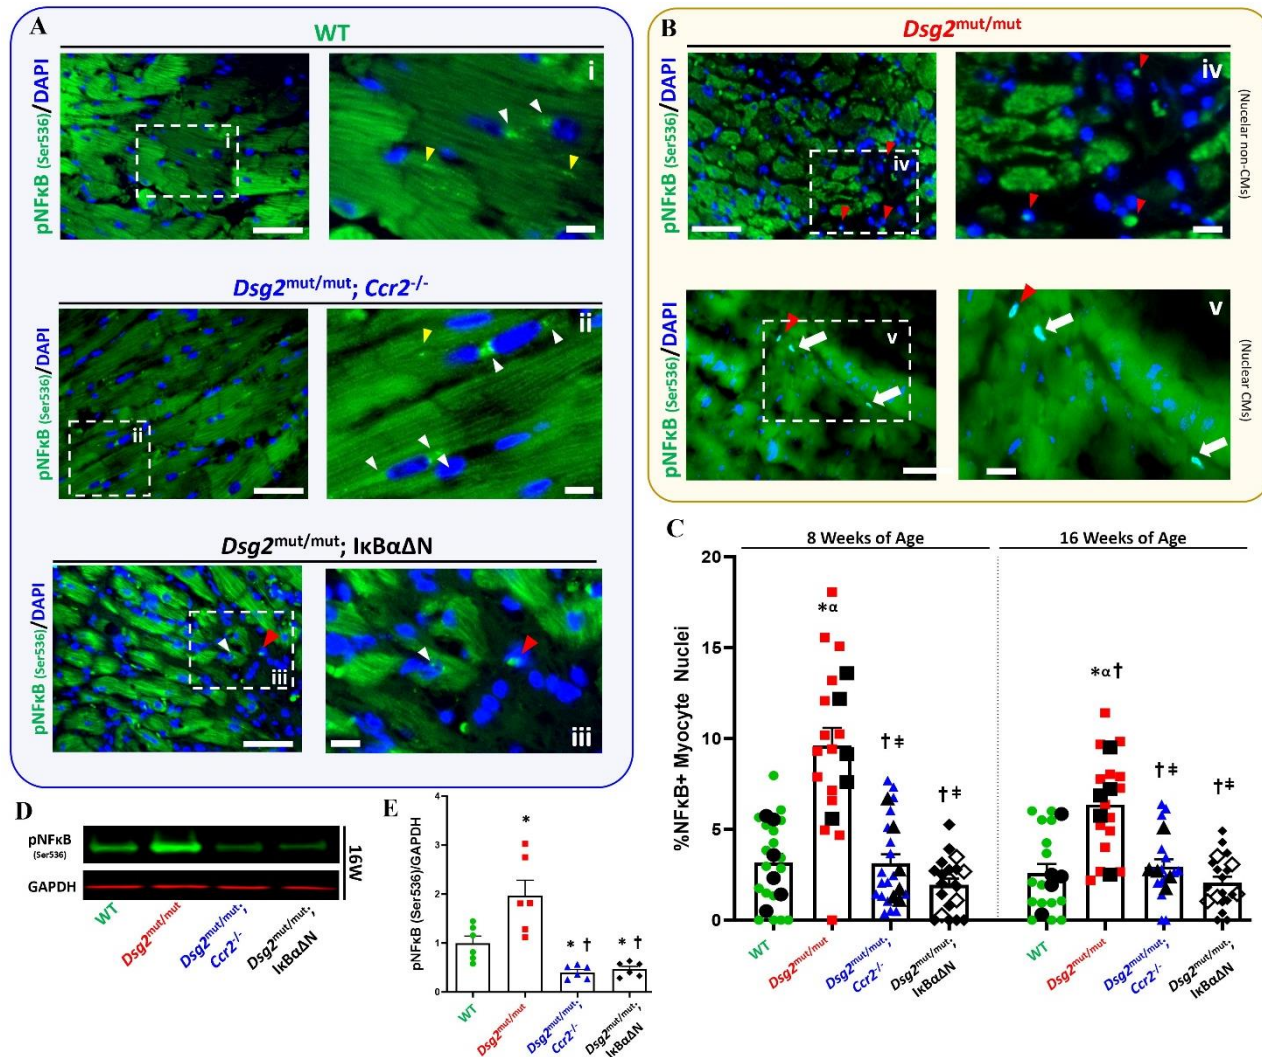 A
WT
pNFκB (Ser536)/DAPI
i
i
Dsg2mut/mut; Ccr2-/-
pNFκB (Ser536)/DAPI
ii
ii
Dsg2mut/mut; IκBαΔN
pNFκB (Ser536)/DAPI
iii
iii
B
Dsg2mut/mut
pNFκB (Ser536)/DAPI
iv
iv
(Nucelar non-CMs)
pNFκB (Ser536)/DAPI
v
v
(Nuclear CMs)
C
8 Weeks of Age
16 Weeks of Age
%NFκB+ Myocyte Nuclei
20
15
10
5
0
*α
†ǂ
†ǂ
*α†
†ǂ
†ǂ
WT
Dsg2mut/mut
Dsg2mut/mut;
Ccr2-/-
Dsg2mut/mut;
IκBαΔN
WT
Dsg2mut/mut
Dsg2mut/mut;
Ccr2-/-
Dsg2mut/mut;
IκBαΔN
D
pNFκB
(Ser536)
GAPDH
16W
WT
Dsg2mut/mut
Dsg2mut/mut;
Ccr2-/-
Dsg2mut/mut;
IκBαΔN
E
pNFκB (Ser536)/GAPDH
4
3
2
1
0
*
* †
* †
WT
Dsg2mut/mut
Dsg2mut/mut;
Ccr2-/-
Dsg2mut/mut;
IκBαΔN